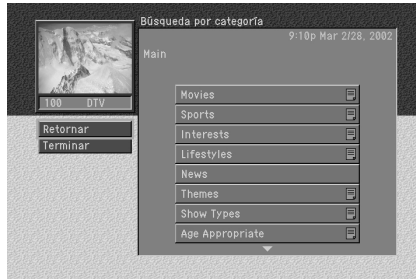 Búsqueda por categoría
9:10p Mar 2/28, 2002
Main
100 DTV
Retornar
Terminar
Movies
Sports
Interests
Lifestyles
News
Themes
Show Types
Age Appropriate